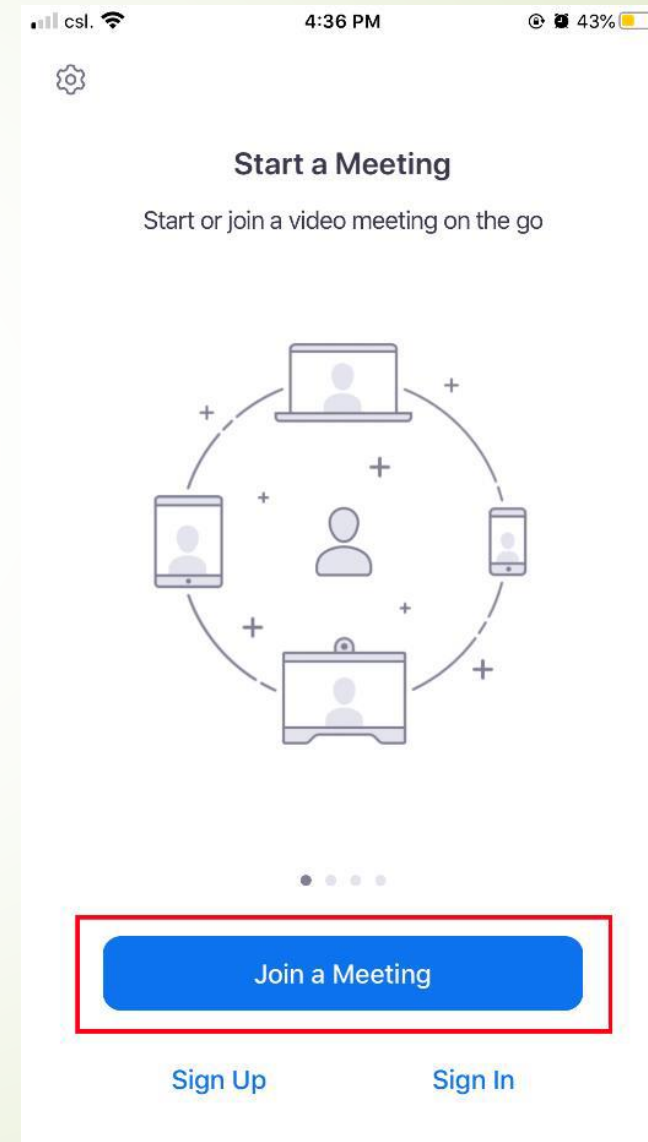 csl. 4:36 PM 43%
Start a Meeting
Start or join a video meeting on the go
Join a Meeting
Sign Up Sign In